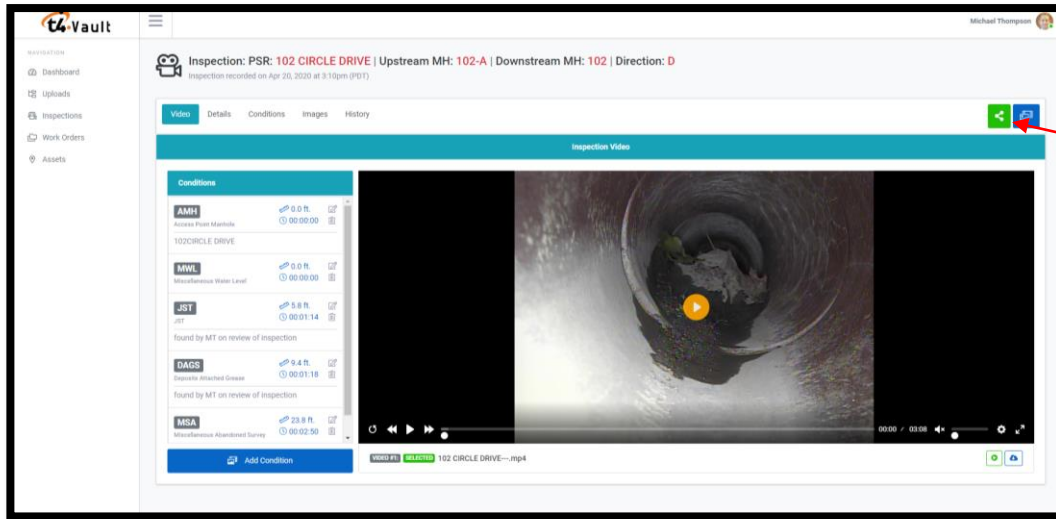 t4 Vault
Michael Thompson
NAVIGATION
Dashboard
Uploads
Inspections
Work Orders
Assets
Inspection: PSR: 102 CIRCLE DRIVE | Upstream MH: 102-A | Downstream MH: 102 | Direction: D
Inspection recorded on Apr 20, 2020 at 3:10pm (PDT)
Video Details Conditions Images History
Inspection Video
Conditions
AMH 0.0 ft.
Access Point Manhole 00:00:00
102CIRCLE DRIVE
MWL 0.0 ft.
Miscellaneous Water Level 00:00:00
JST 5.8 ft.
JST 00:01:14
found by MT on review of inspection
DAGS 9.4 ft.
Deposits Attached Grease 00:01:18
found by MT on review of inspection
MSA 23.8 ft.
Miscellaneous Abandoned Survey 00:02:50
Add Condition
00:00 / 03:08
VIDEO #1: SELECTED 102 CIRCLE DRIVE---.mp4